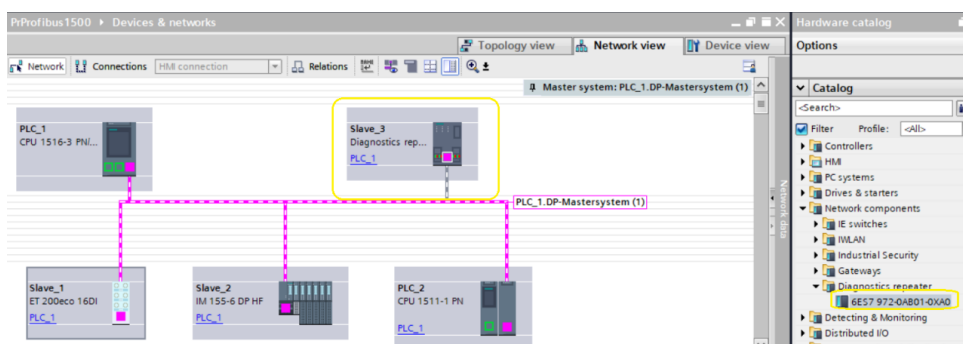 PrProfibus1500 ▸ Devices & networks
Topology view
Network view
Device view
Network
Connections
HMI connection
Relations
Master system: PLC_1.DP-Mastersystem (1)
PLC_1
CPU 1516-3 PN/...
Slave_3
Diagnostics rep...
PLC_1
PLC_1.DP-Mastersystem (1)
Slave_1
ET 200eco 16DI
PLC_1
Slave_2
IM 155-6 DP HF
PLC_1
PLC_2
CPU 1511-1 PN
PLC_1
Network data
Hardware catalog
Options
Catalog
<Search>
Filter
Profile:
<All>
Controllers
HMI
PC systems
Drives & starters
Network components
IE switches
IWLAN
Industrial Security
Gateways
Diagnostics repeater
6ES7 972-0AB01-0XA0
Detecting & Monitoring
Distributed I/O